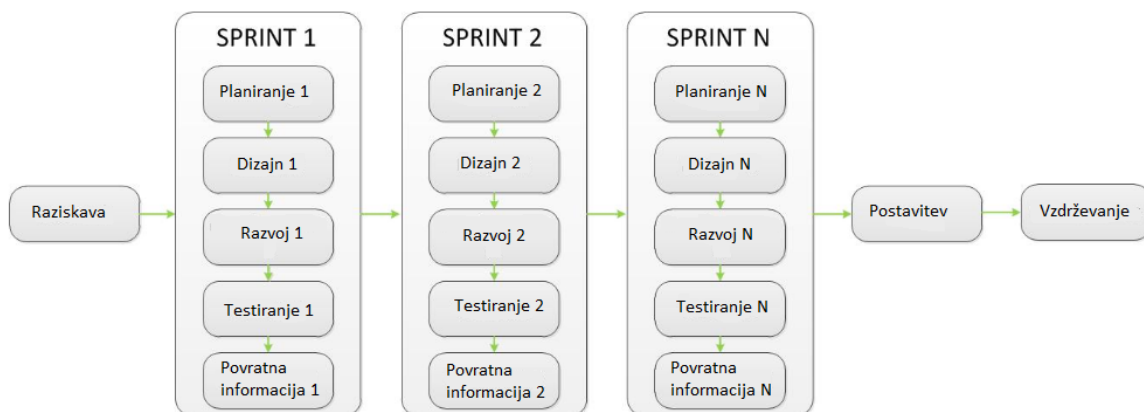 Raziskava
SPRINT 1
Planiranje 1
Dizajn 1
Razvoj 1
Testiranje 1
Povratna
informacija 1
SPRINT 2
Planiranje 2
Dizajn 2
Razvoj 2
Testiranje 2
Povratna
informacija 2
SPRINT N
Planiranje N
Dizajn N
Razvoj N
Testiranje N
Povratna
informacija N
Postavitev
Vzdrževanje